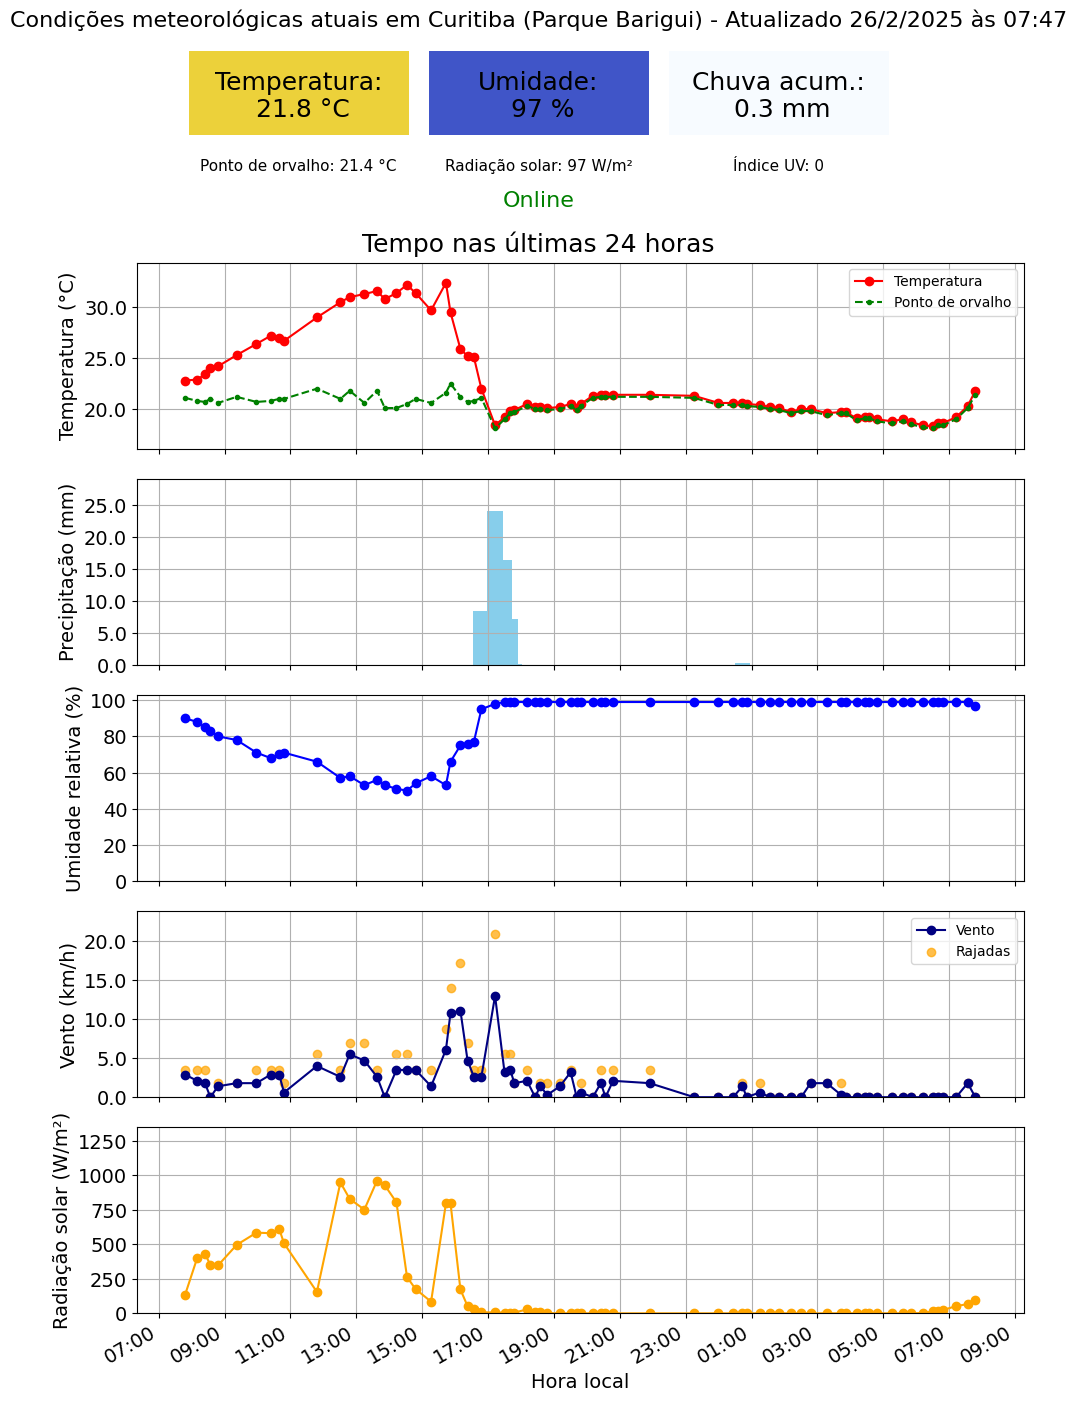 Condições meteorológicas atuais em Curitiba (Parque Barigui) - Atualizado 26/2/2025 às 07:47
Temperatura:
21.8 °C
Umidade:
97 %
Chuva acum.:
0.3 mm
Ponto de orvalho: 21.4 °C
Radiação solar: 97 W/m²
Índice UV: 0
Online
Tempo nas últimas 24 horas
Temperatura (°C)
30.0
25.0
20.0
Temperatura
Ponto de orvalho
Precipitação (mm)
25.0
20.0
15.0
10.0
5.0
0.0
Umidade relativa (%)
100
80
60
40
20
0
Vento (km/h)
20.0
15.0
10.0
5.0
0.0
Vento
Rajadas
Radiação solar (W/m²)
1250
1000
750
500
250
0
07:00
09:00
11:00
13:00
15:00
17:00
19:00
21:00
23:00
01:00
03:00
05:00
07:00
09:00
Hora local